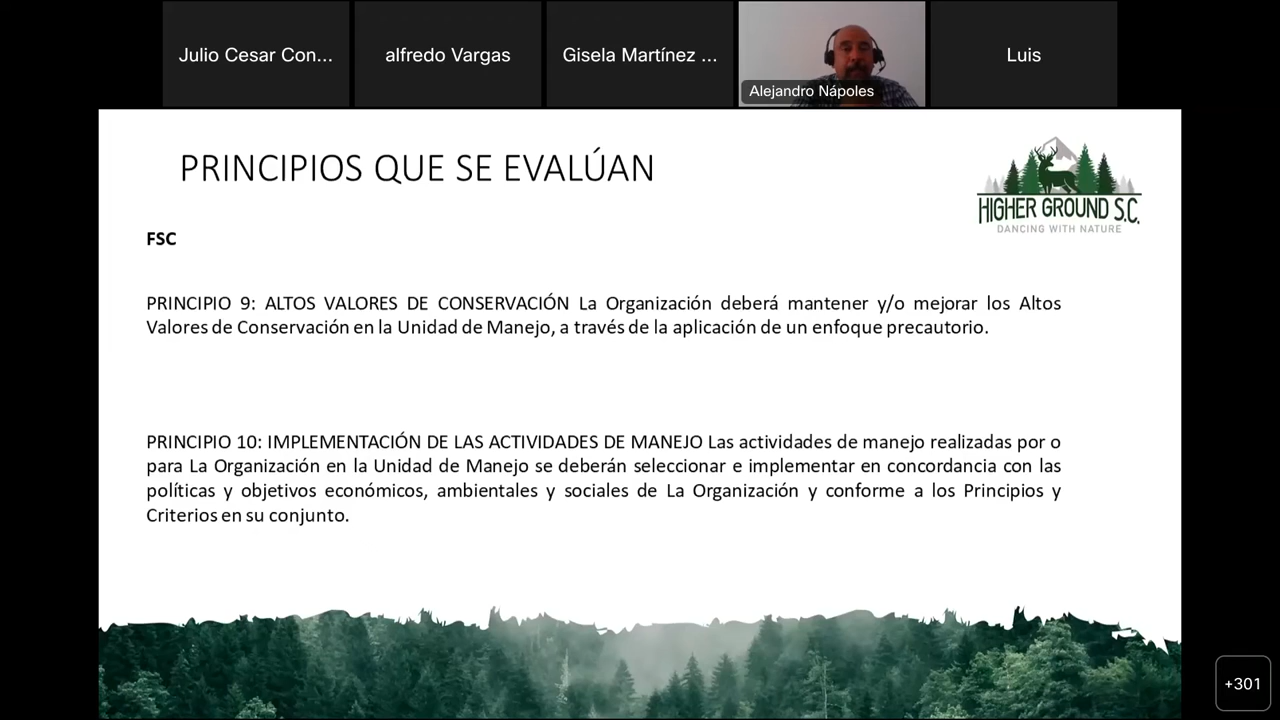 Julio Cesar Con...
alfredo Vargas
Gisela Martínez ...
Alejandro Nápoles
Luis
PRINCIPIOS QUE SE EVALÚAN
HIGHER GROUND S.C.
DANCING WITH NATURE
FSC
PRINCIPIO 9: ALTOS VALORES DE CONSERVACIÓN La Organización deberá mantener y/o mejorar los Altos
Valores de Conservación en la Unidad de Manejo, a través de la aplicación de un enfoque precautorio.
PRINCIPIO 10: IMPLEMENTACIÓN DE LAS ACTIVIDADES DE MANEJO Las actividades de manejo realizadas por o
para La Organización en la Unidad de Manejo se deberán seleccionar e implementar en concordancia con las
políticas y objetivos económicos, ambientales y sociales de La Organización y conforme a los Principios y
Criterios en su conjunto.
+301